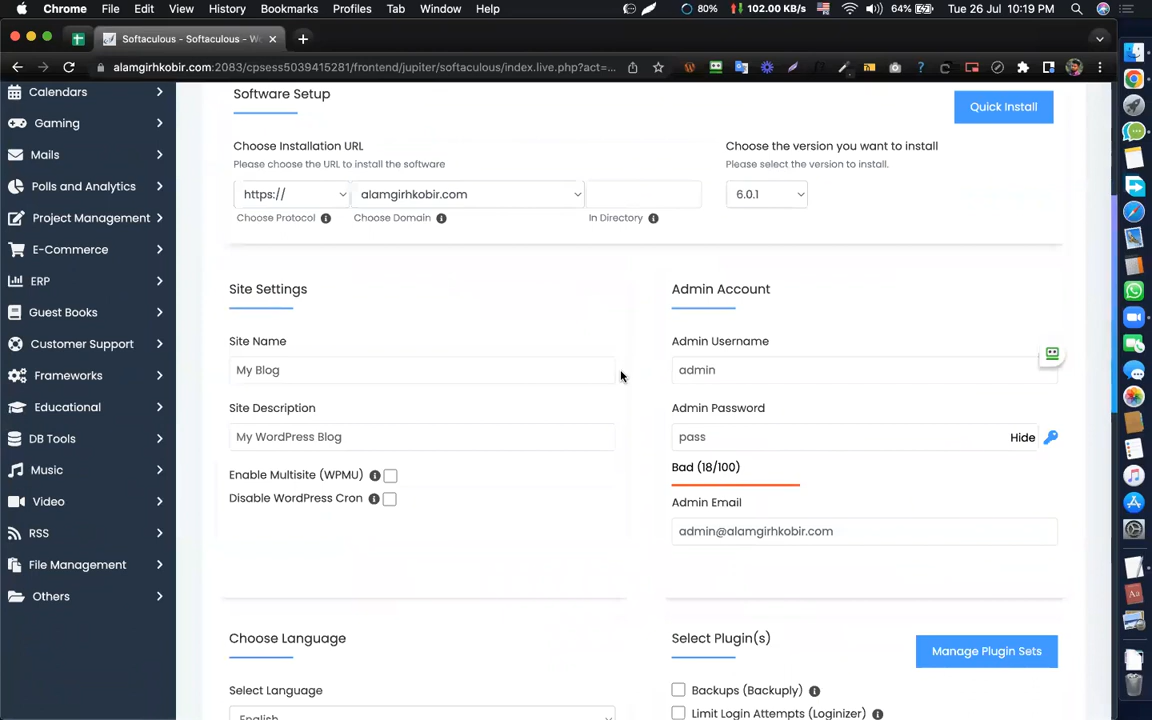 Chrome File Edit View History Bookmarks Profiles Tab Window Help 80% 102.00 KB/s 64% Tue 26 Jul 10:19 PM
Softaculous - Softaculous - W
alamgirhkobir.com:2083/cpsess5039415281/frontend/jupiter/softaculous/index.live.php?act=...
Calendars
Gaming
Mails
Polls and Analytics
Project Management
E-Commerce
ERP
Guest Books
Customer Support
Frameworks
Educational
DB Tools
Music
Video
RSS
File Management
Others
Software Setup
Quick Install
Choose Installation URL
Please choose the URL to install the software
https:// alamgirhkobir.com
Choose Protocol Choose Domain In Directory
Choose the version you want to install
Please select the version to install.
6.0.1
Site Settings
Site Name
My Blog
Site Description
My WordPress Blog
Enable Multisite (WPMU)
Disable WordPress Cron
Admin Account
Admin Username
admin
Admin Password
pass Hide
Bad (18/100)
Admin Email
admin@alamgirhkobir.com
Choose Language
Select Language
English
Select Plugin(s)
Manage Plugin Sets
Backups (Backuply)
Limit Login Attempts (Loginizer)